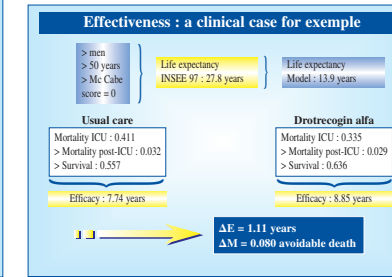 Effectiveness : a clinical case for exemple
> men
> 50 years
> Mc Cabe
score = 0
Life expectancy
INSEE 97 : 27.8 years
Life expectancy
Model : 13.9 years
Usual care
Mortality ICU : 0.411
> Mortality post-ICU : 0.032
> Survival : 0.557
Efficacy : 7.74 years
Drotrecogin alfa
Mortality ICU : 0.335
> Mortality post-ICU : 0.029
> Survival : 0.636
Efficacy : 8.85 years
ΔE = 1.11 years
ΔM = 0.080 avoidable death